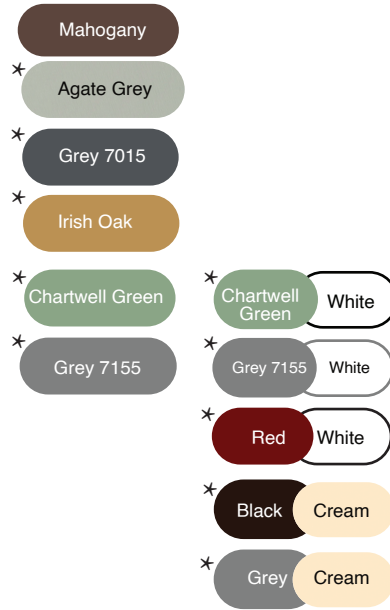 Mahogany
* Agate Grey
* Grey 7015
* Irish Oak
* Chartwell Green
* Grey 7155
* Chartwell
Green
White
* Grey 7155 White
* Red White
* Black Cream
* Grey Cream